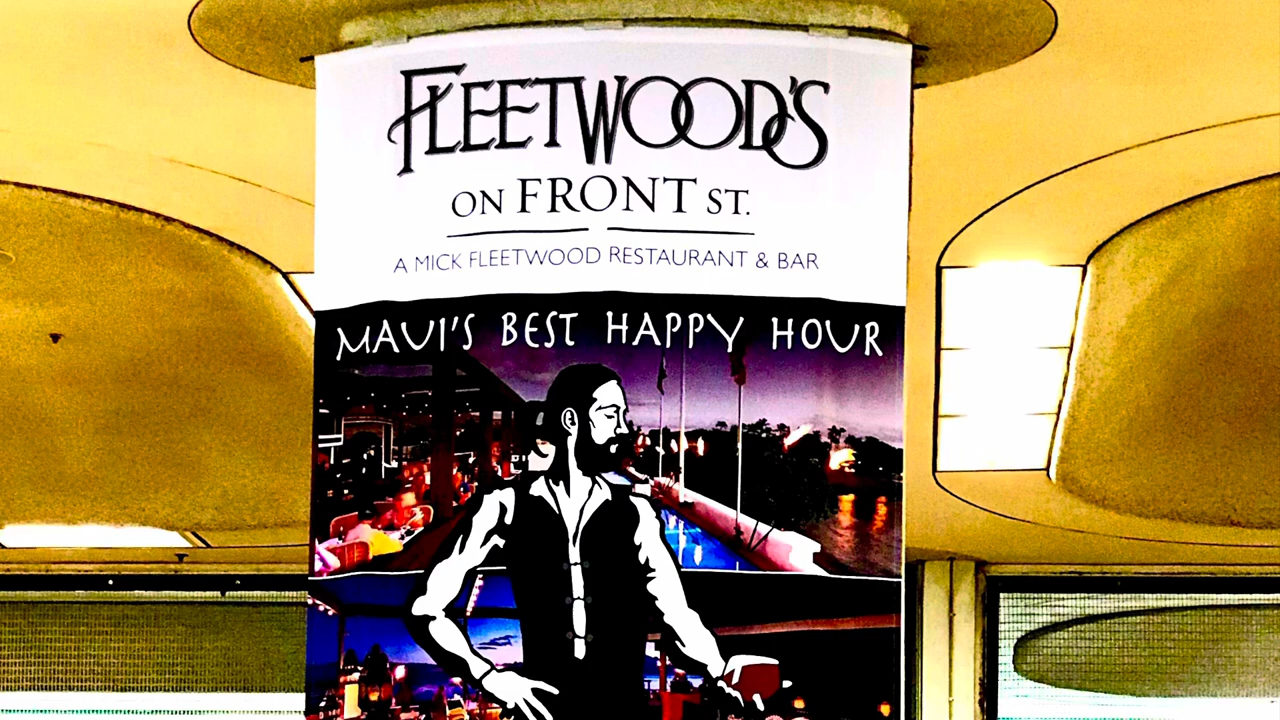 FLEETWOOD'S
ON FRONT ST.
A MICK FLEETWOOD RESTAURANT & BAR
MAUI'S BEST HAPPY HOUR